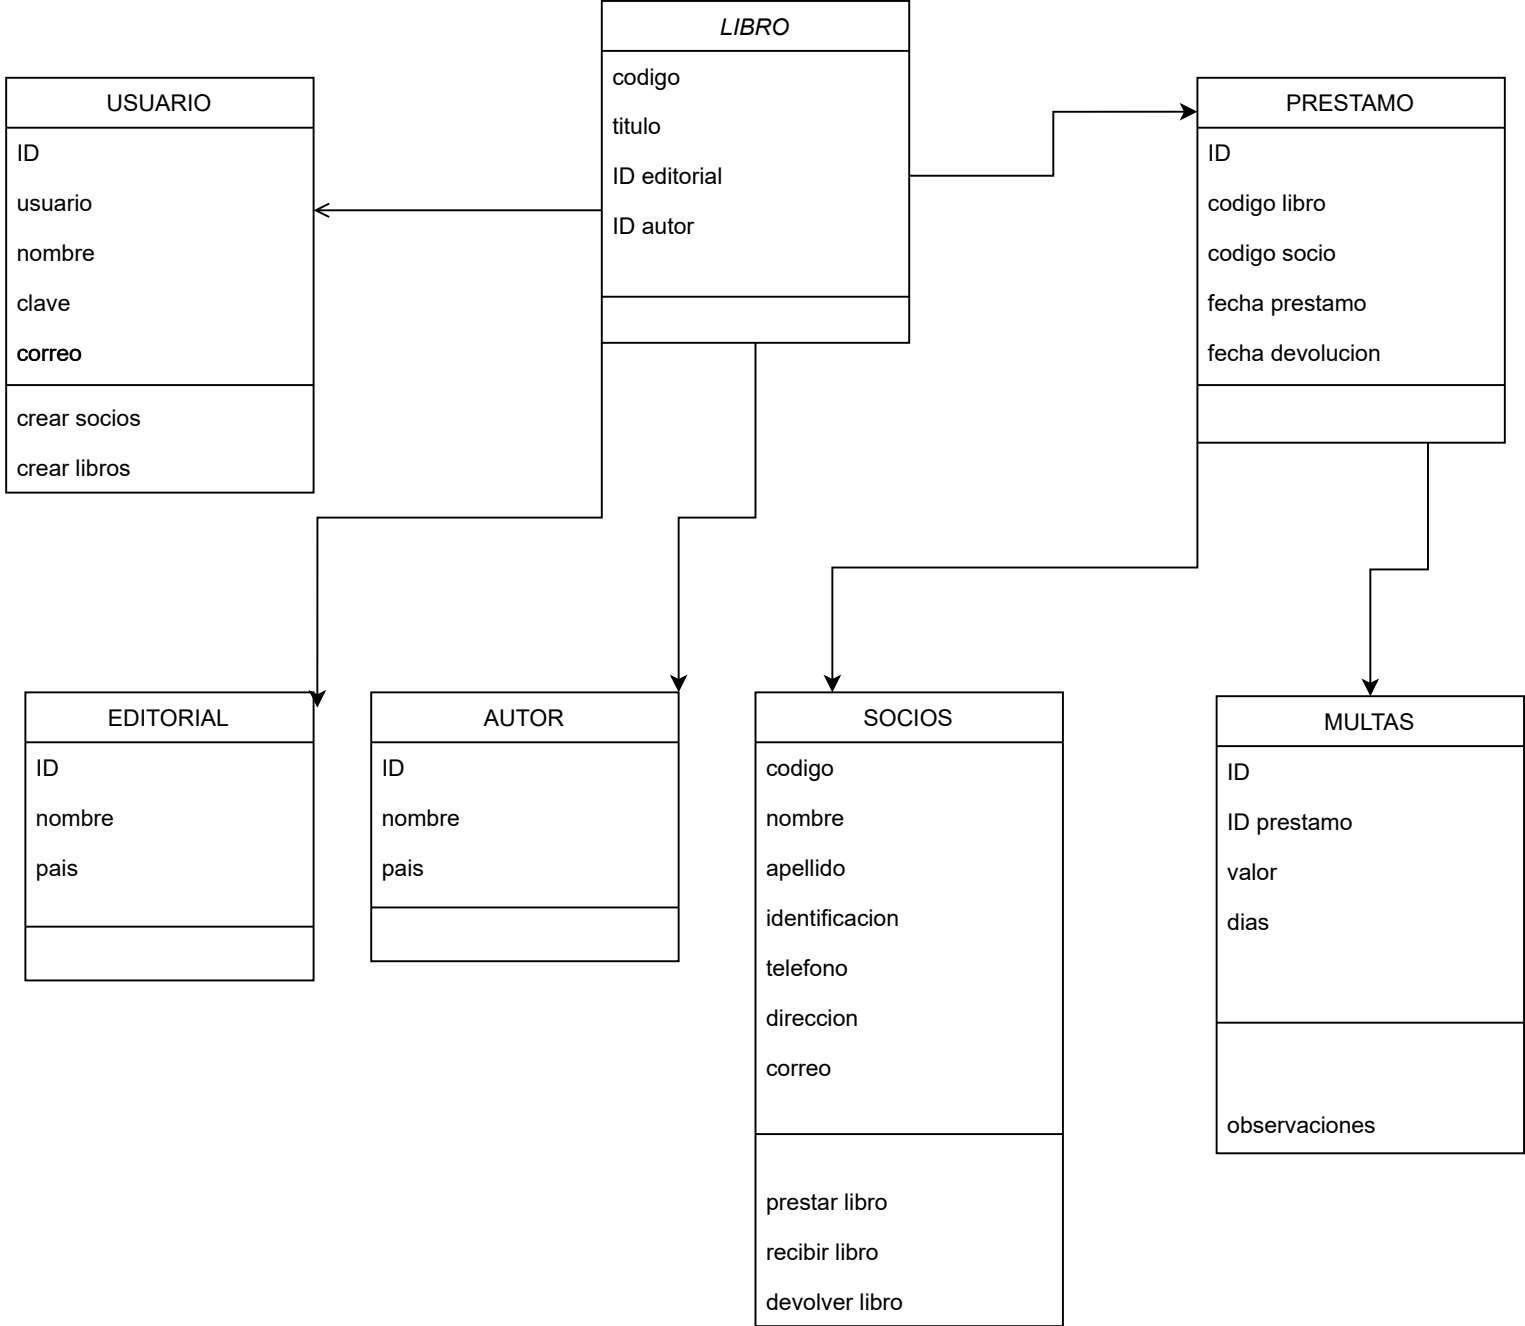 LIBRO
codigo
titulo
ID editorial
ID autor
USUARIO
ID
usuario
nombre
clave
correo
crear socios
crear libros
PRESTAMO
ID
codigo libro
codigo socio
fecha prestamo
fecha devolucion
EDITORIAL
ID
nombre
pais
AUTOR
ID
nombre
pais
SOCIOS
codigo
nombre
apellido
identificacion
telefono
direccion
correo
prestar libro
recibir libro
devolver libro
MULTAS
ID
ID prestamo
valor
dias
observaciones